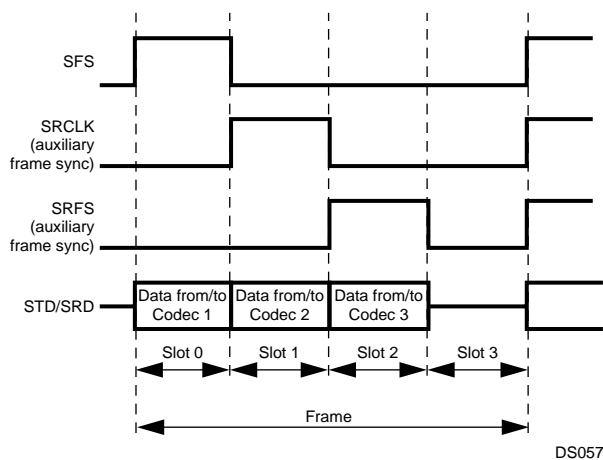 SFS
SRCLK
(auxiliary
frame sync)
SRFS
(auxiliary
frame sync)
STD/SRD
Data from/to
Codec 1
Data from/to
Codec 2
Data from/to
Codec 3
Slot 0
Slot 1
Slot 2
Slot 3
Frame
DS057